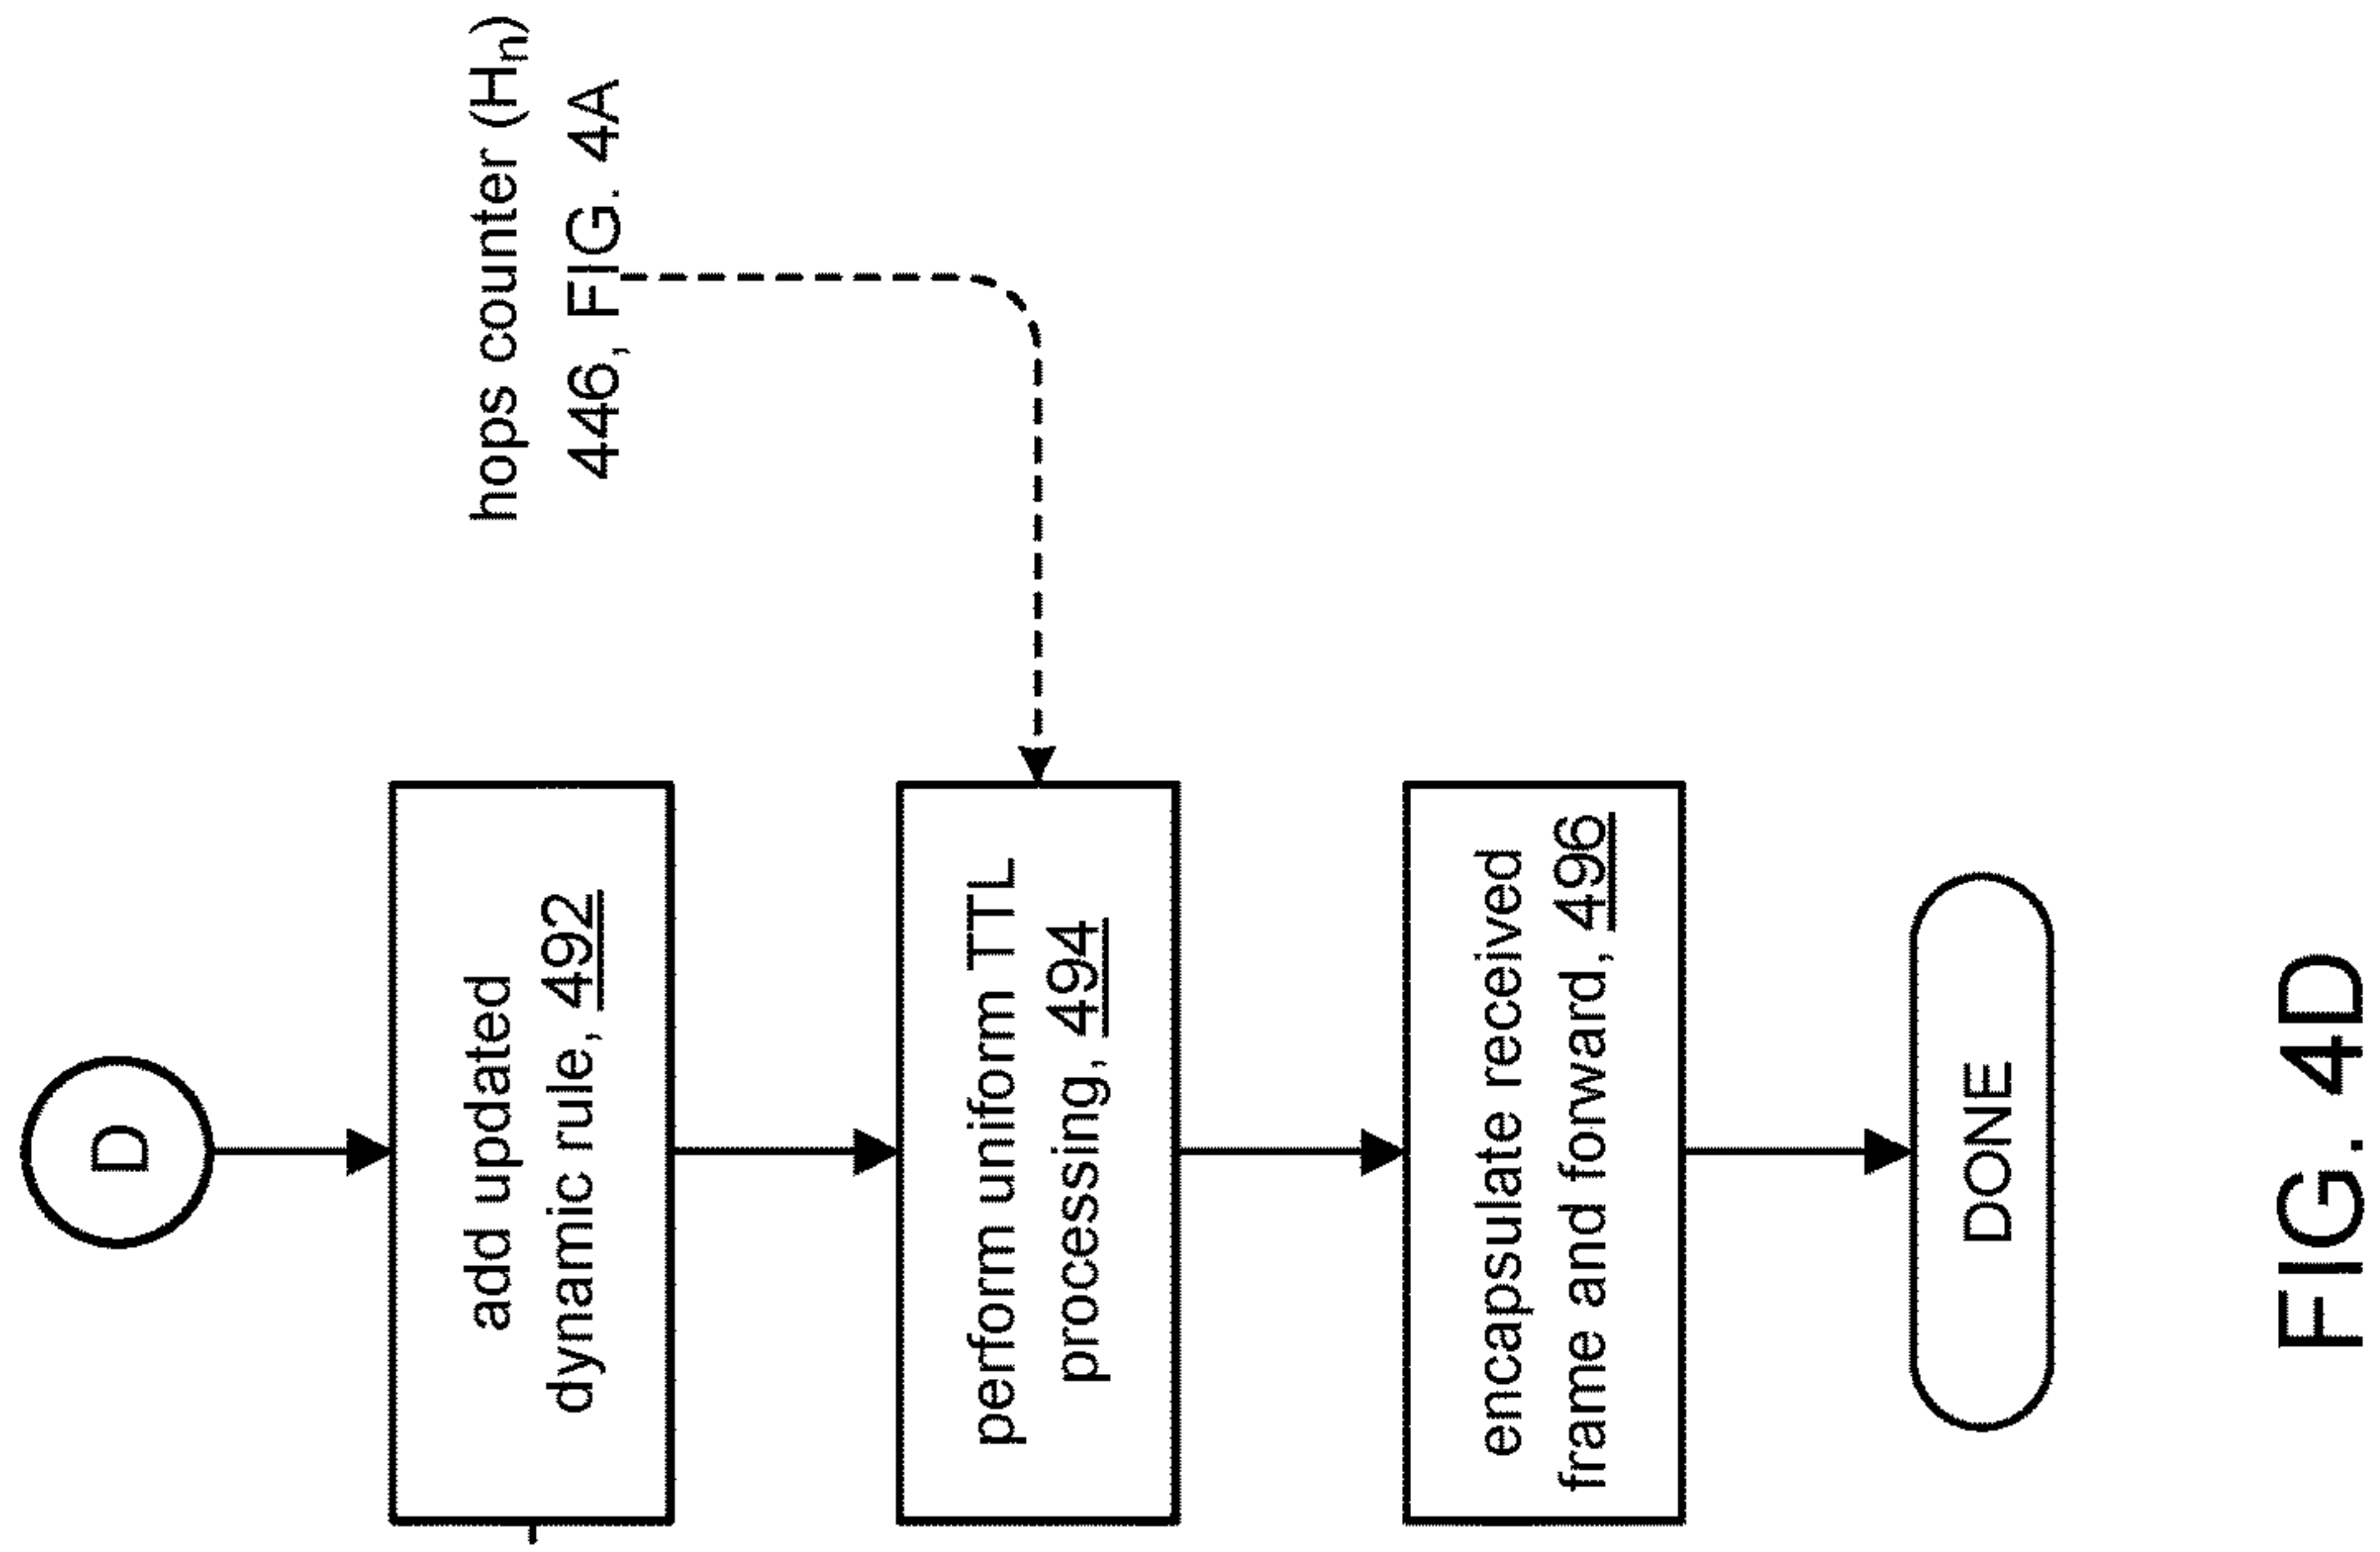 D
hops counter (Hn)
446, FIG. 4A
add updated
dynamic rule, 492
perform uniform TTL
processing, 494
encapsulate received
frame and forward, 496
DONE
FIG. 4D